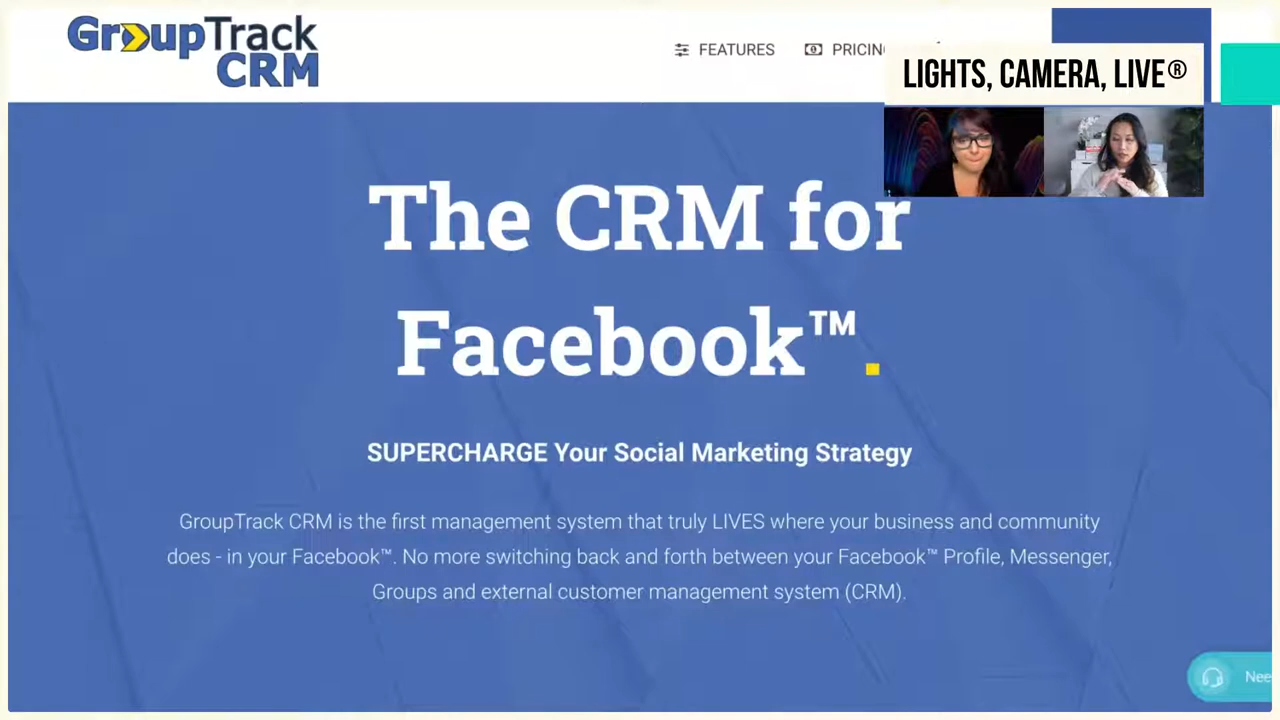 GroupTrack
CRM
FEATURES
LIGHTS, CAMERA, LIVE®
The CRM for
Facebook™.
SUPERCHARGE Your Social Marketing Strategy
GroupTrack CRM is the first management system that truly LIVES where your business and community
does - in your Facebook™. No more switching back and forth between your Facebook™ Profile, Messenger,
Groups and external customer management system (CRM).